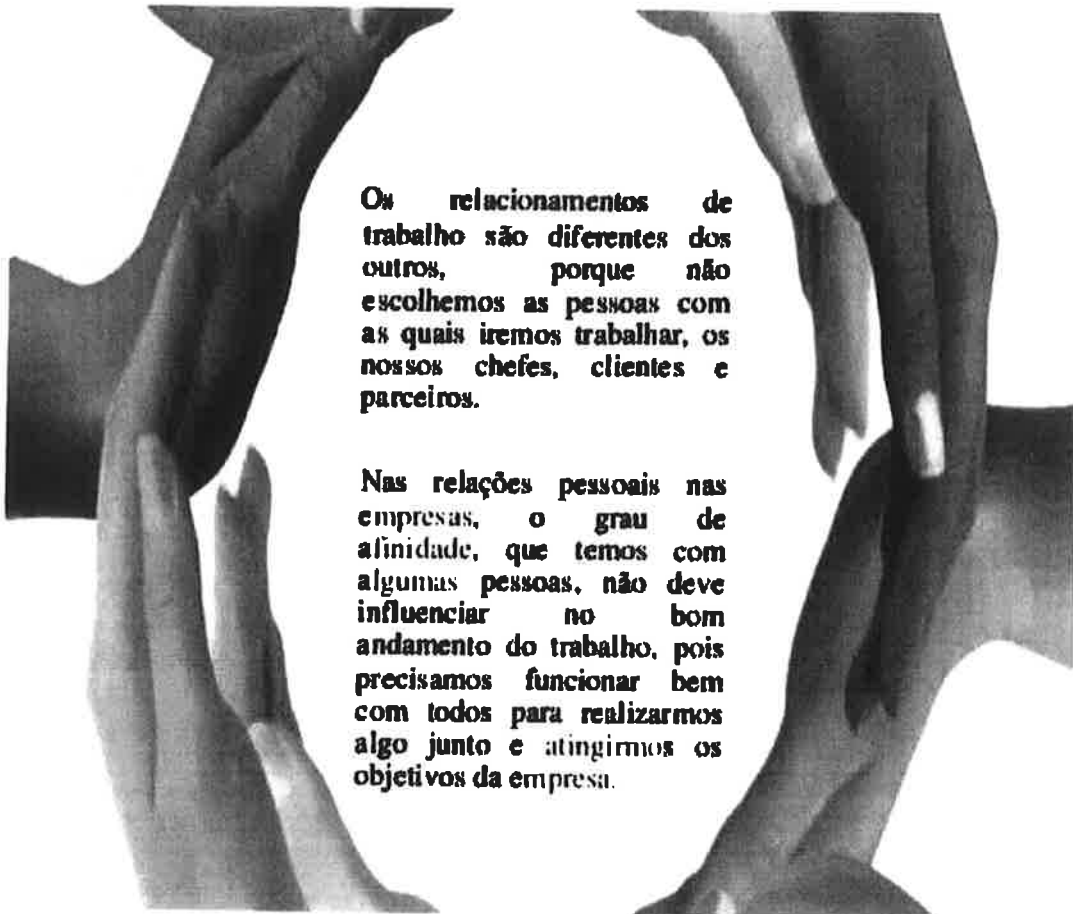 Os relacionamentos de
trabalho são diferentes dos
outros, porque não
escolhemos as pessoas com
as quais iremos trabalhar, os
nossos chefes, clientes e
parceiros.
Nas relações pessoais nas
empresas, o grau de
afinidade, que temos com
algumas pessoas, não deve
influenciar no bom
andamento do trabalho, pois
precisamos funcionar bem
com todos para realizarmos
algo junto e atingirmos os
objetivos da empresa.